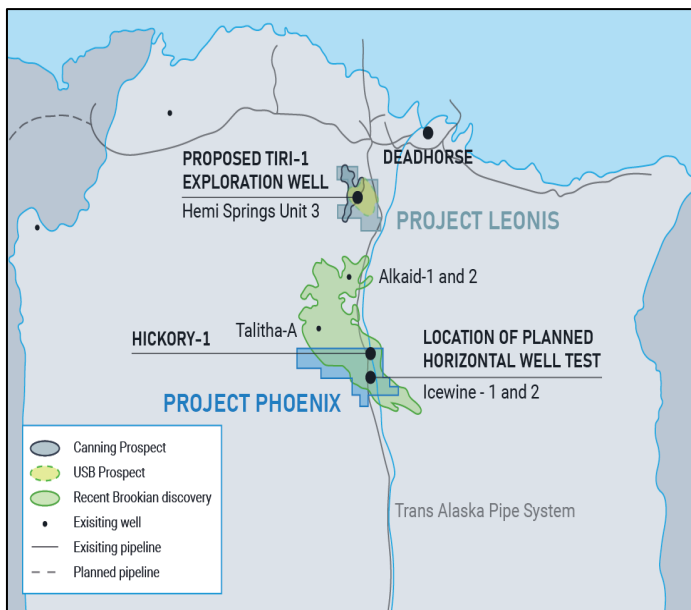 DEADHORSE
PROPOSED TIRI-1
EXPLORATION WELL
Hemi Springs Unit 3
PROJECT LEONIS
Alkaid-1 and 2
Talitha-A
HICKORY-1
LOCATION OF PLANNED
HORIZONTAL WELL TEST
Icewine - 1 and 2
PROJECT PHOENIX
Canning Prospect
USB Prospect
Recent Brookian discovery
Exisiting well
Exisiting pipeline
Planned pipeline
Trans Alaska Pipe System